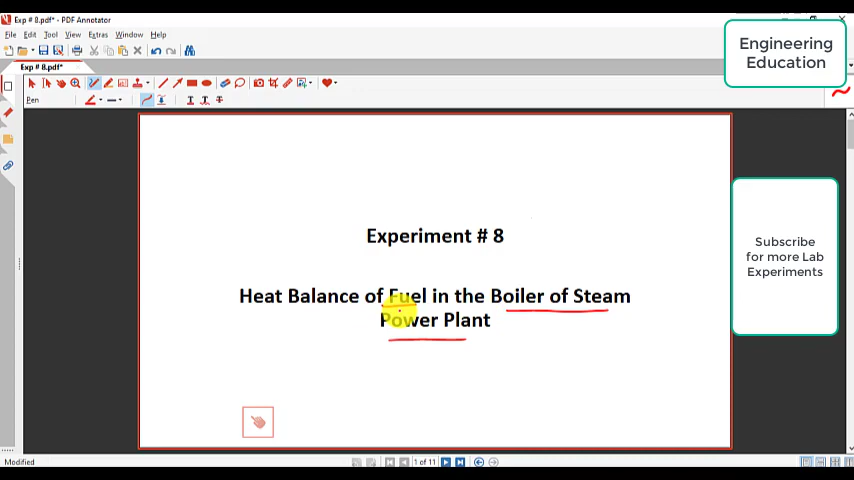 Exp # 8.pdf* - PDF Annotator
File Edit Tool View Extras Window Help
Exp # 8.pdf*
Pen
Engineering
Education
Experiment # 8
Heat Balance of Fuel in the Boiler of Steam
Power Plant
Subscribe
for more Lab
Experiments
Modified
1 of 11